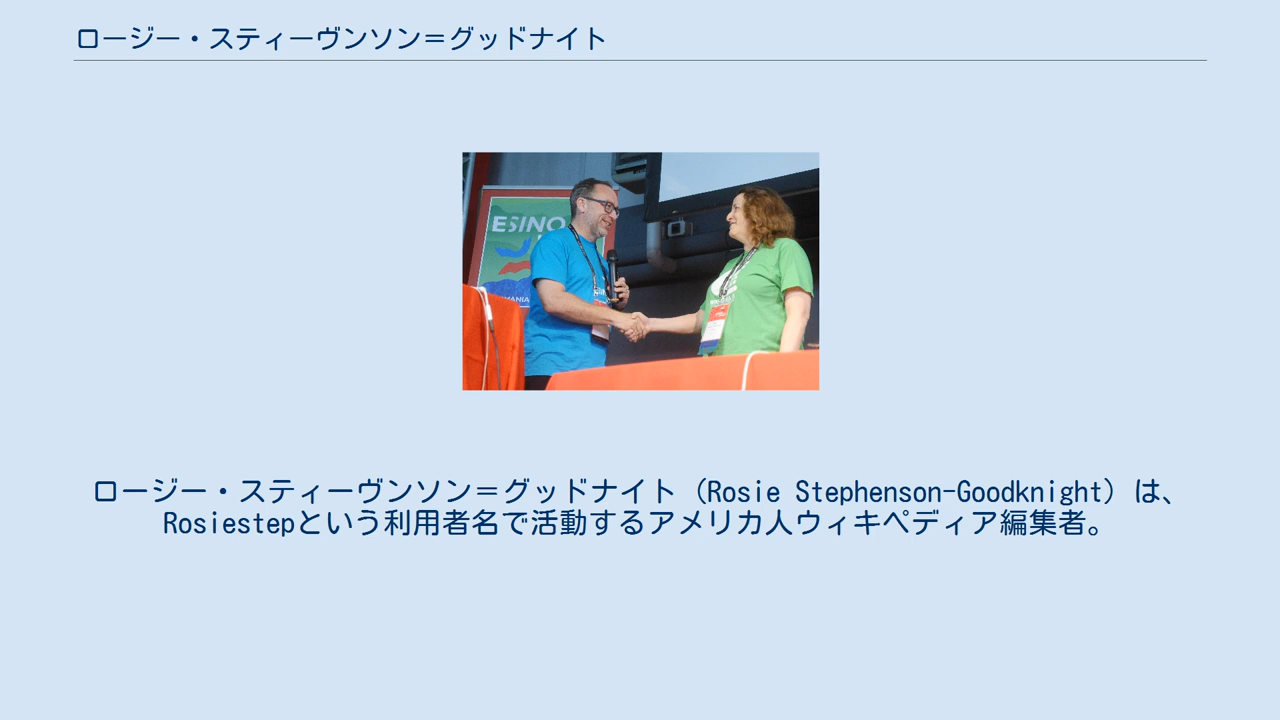 ロージー・スティーヴンソン＝グッドナイト
ESINO
ロージー・スティーヴンソン＝グッドナイト（Rosie Stephenson-Goodknight）は、
Rosiestepという利用者名で活動するアメリカ人ウィキペディア編集者。